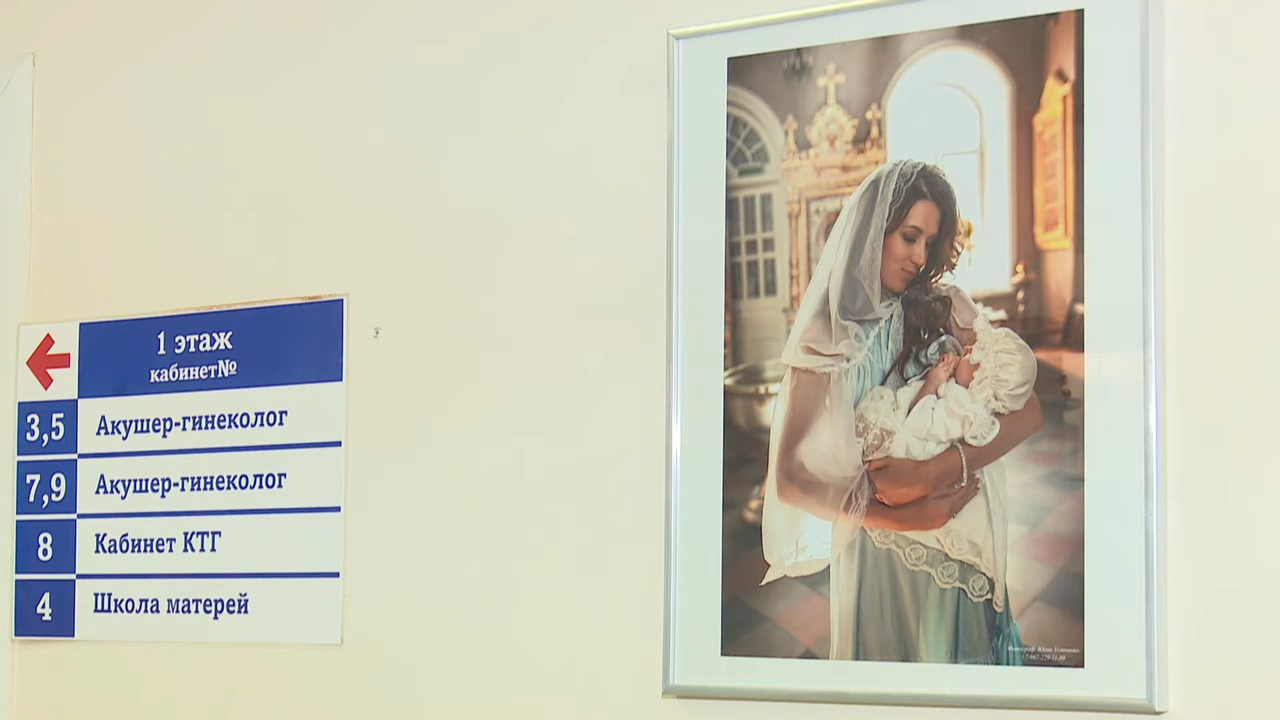 1 этаж
кабинет№
3,5 Акушер-гинеколог
7,9 Акушер-гинеколог
8 Кабинет КТГ
4 Школа матерей